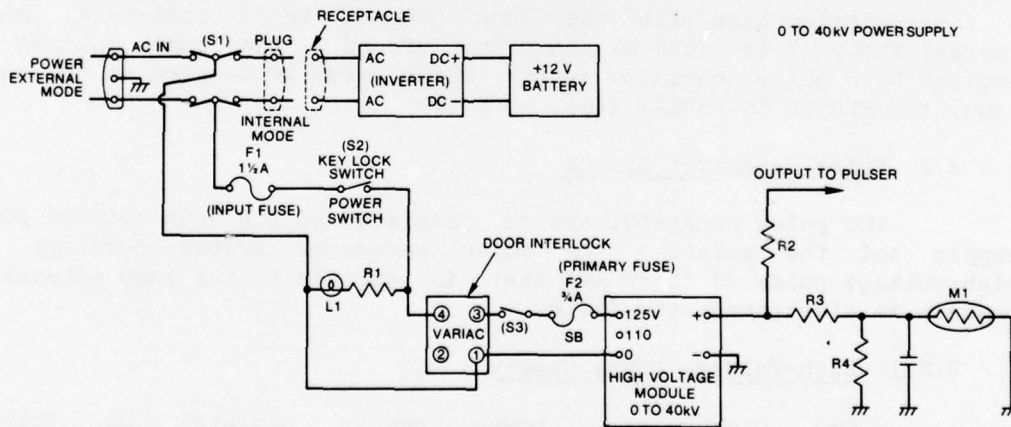 RECEPTACLE
0 TO 40kV POWER SUPPLY
(S1)
PLUG
AC IN
POWER
EXTERNAL
MODE
AC
DC+
(INVERTER)
AC
DC−
+12 V
BATTERY
INTERNAL
MODE
F1
1½A
(INPUT FUSE)
(S2)
KEY LOCK
SWITCH
POWER
SWITCH
OUTPUT TO PULSER
R2
DOOR INTERLOCK
(PRIMARY FUSE)
F2
¾A
SB
L1
R1
4
3
VARIAC
2
1
(S3)
125V
110
0
+
−
HIGH VOLTAGE
MODULE
0 TO 40kV
R3
R4
M1